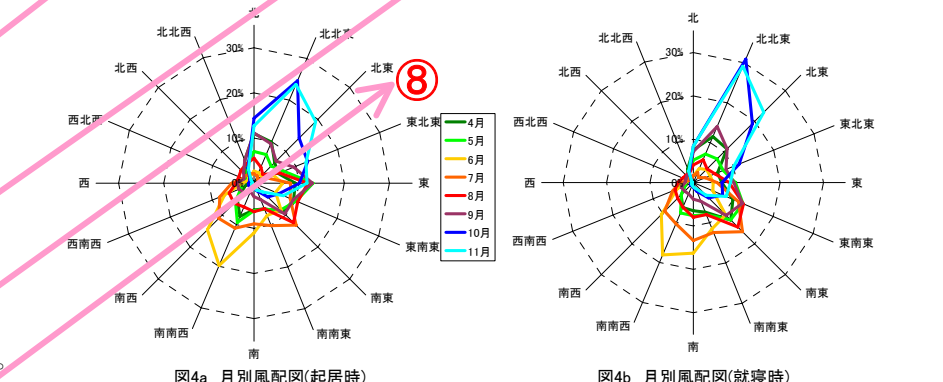 北
北北東
北東
東北東
東
東南東
南東
南南東
南
南南西
南西
西南西
西
西北西
北西
北北西
30%
20%
10%
0%
⑧
4月
5月
6月
7月
8月
9月
10月
11月
図4a 月別風配図(起居時)
北
北北東
北東
東北東
東
東南東
南東
南南東
南
南南西
南西
西南西
西
西北西
北西
北北西
30%
20%
10%
0%
図4b 月別風配図(就寝時)